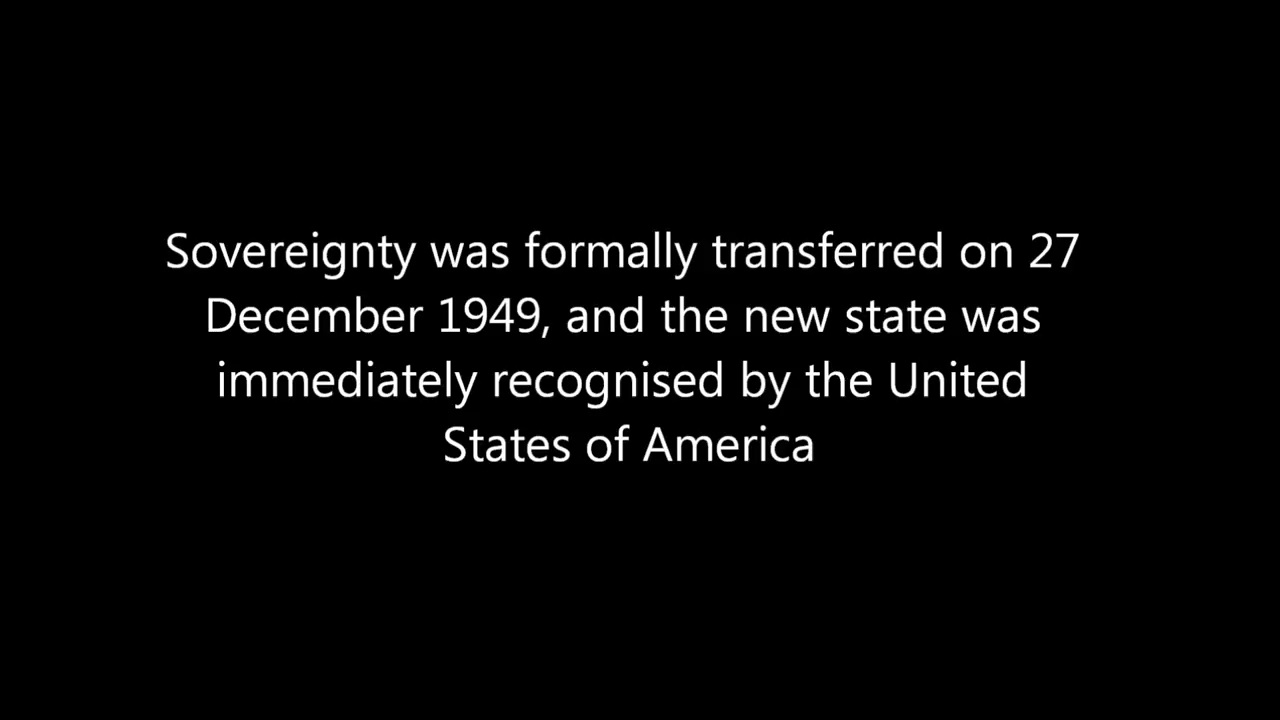 Sovereignty was formally transferred on 27
December 1949, and the new state was
immediately recognised by the United
States of America